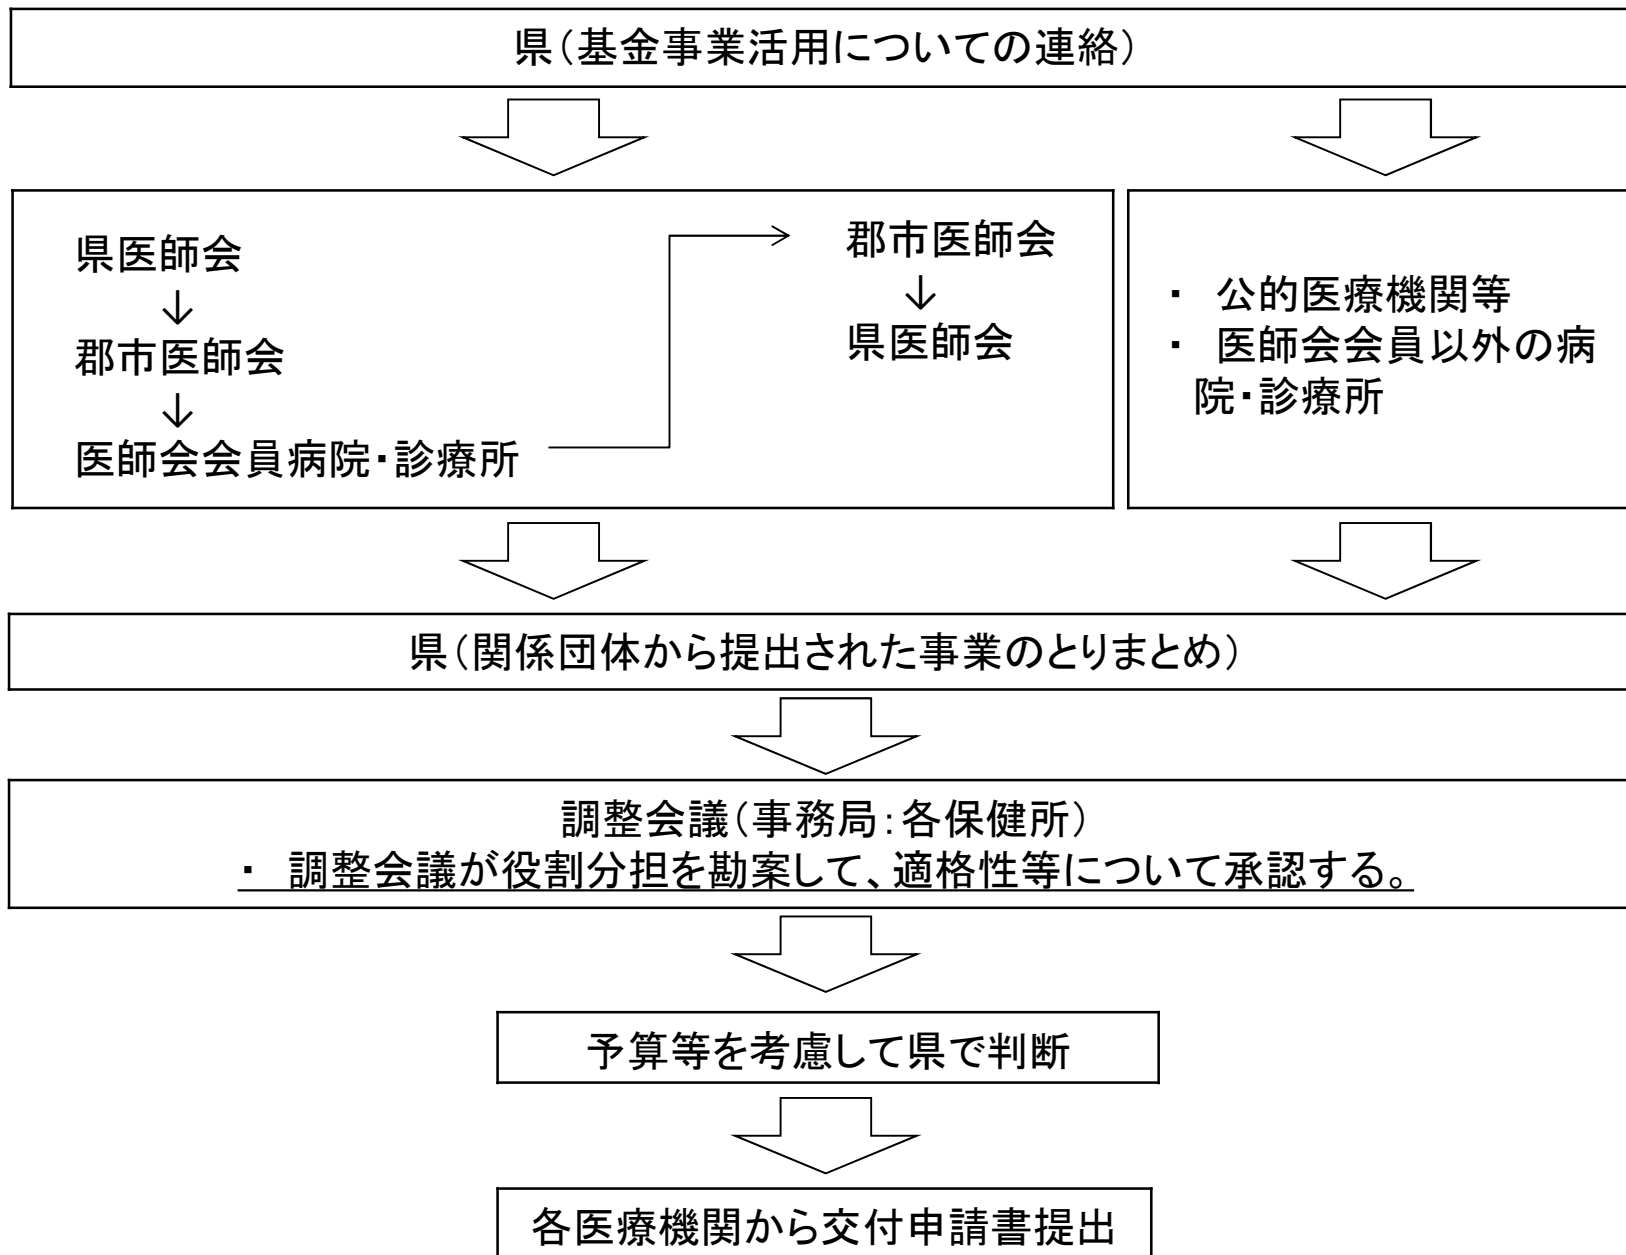 県（基金事業活用についての連絡）
県医師会
↓
郡市医師会
↓
医師会会員病院・診療所
郡市医師会
↓
県医師会
・ 公的医療機関等
・ 医師会会員以外の病
院・診療所
県（関係団体から提出された事業のとりまとめ）
調整会議（事務局：各保健所）
・ 調整会議が役割分担を勘案して、適格性等について承認する。
予算等を考慮して県で判断
各医療機関から交付申請書提出